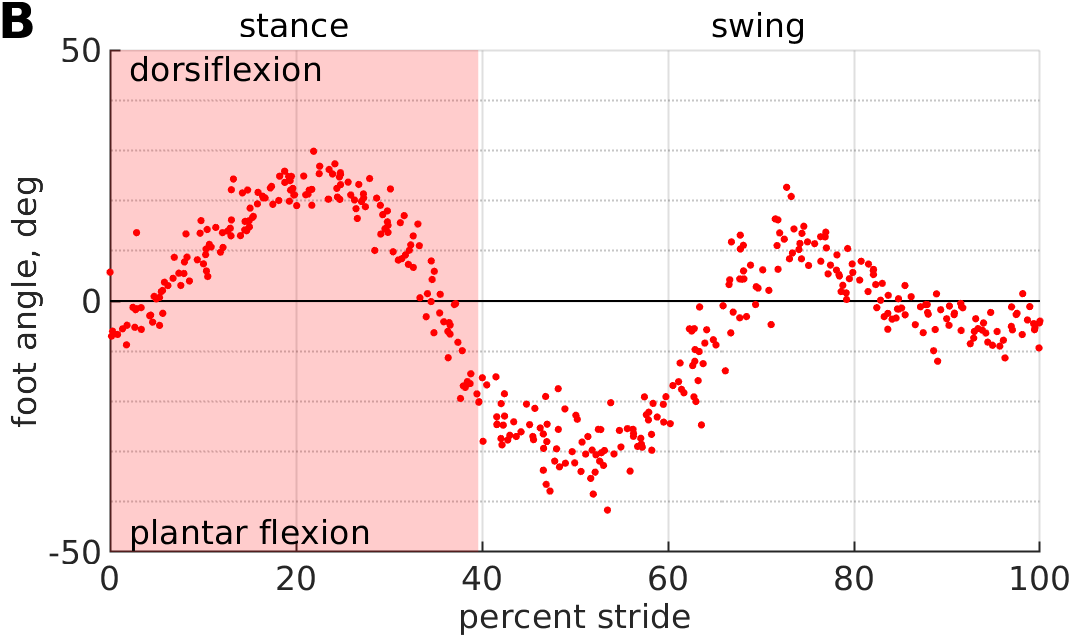 B
stance swing
50
dorsiflexion
foot angle, deg
0
plantar flexion
-50
0 20 40 60 80 100
percent stride